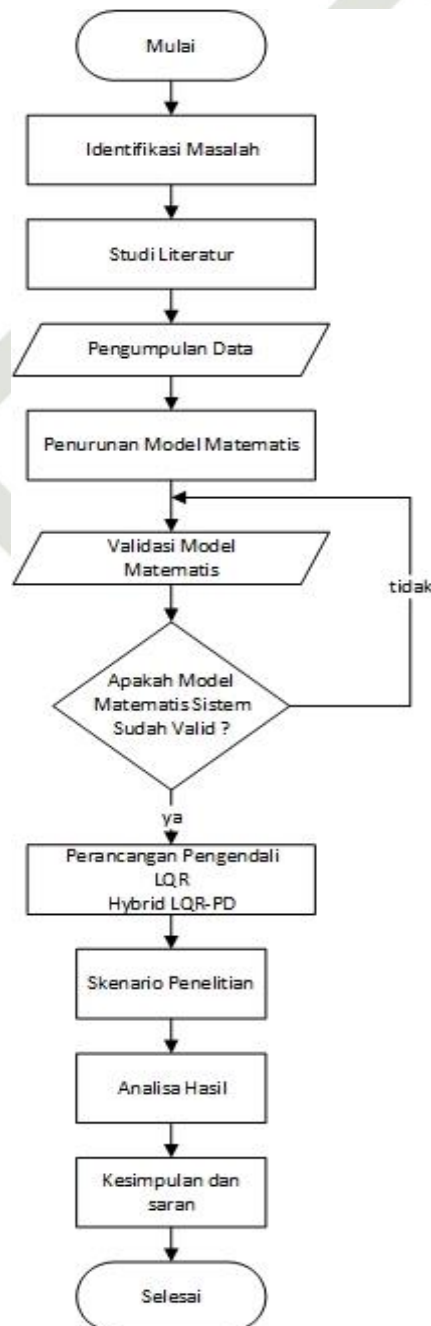 Mulai
Identifikasi Masalah
Studi Literatur
Pengumpulan Data
Penurunan Model Matematis
Validasi Model
Matematis
tidak
Apakah Model
Matematis Sistem
Sudah Valid ?
ya
Perancangan Pengendali
LQR
Hybrid LQR-PD
Skenario Penelitian
Analisa Hasil
Kesimpulan dan
saran
Selesai